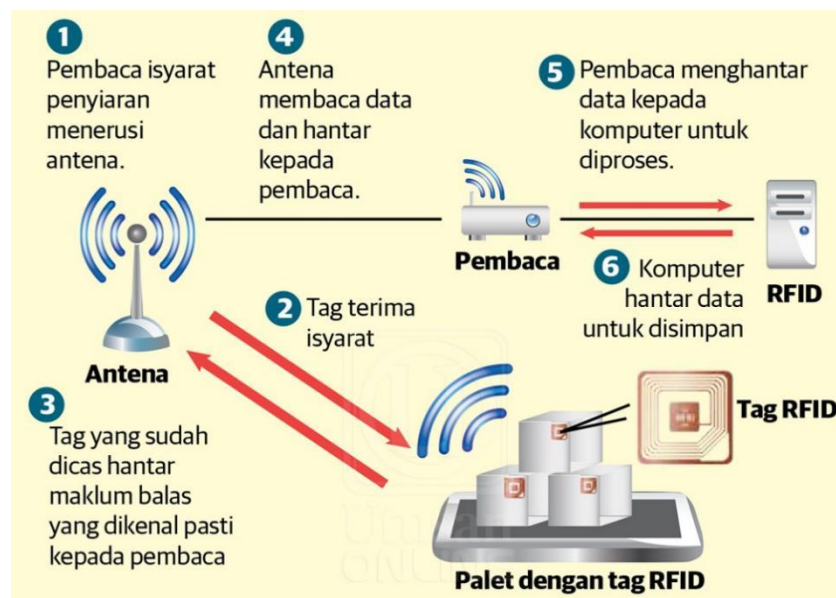 1
Pembaca isyarat
penyiaran
menerusi
antena.
4
Antena
membaca data
dan hantar
kepada
pembaca.
5 Pembaca menghantar
data kepada
komputer untuk
diproses.
Pembaca
6 Komputer
hantar data
untuk disimpan
RFID
2 Tag terima
isyarat
Antena
3
Tag yang sudah
dicas hantar
maklum balas
yang dikenal pasti
kepada pembaca
Tag RFID
Utusan
ONLINE
Palet dengan tag RFID